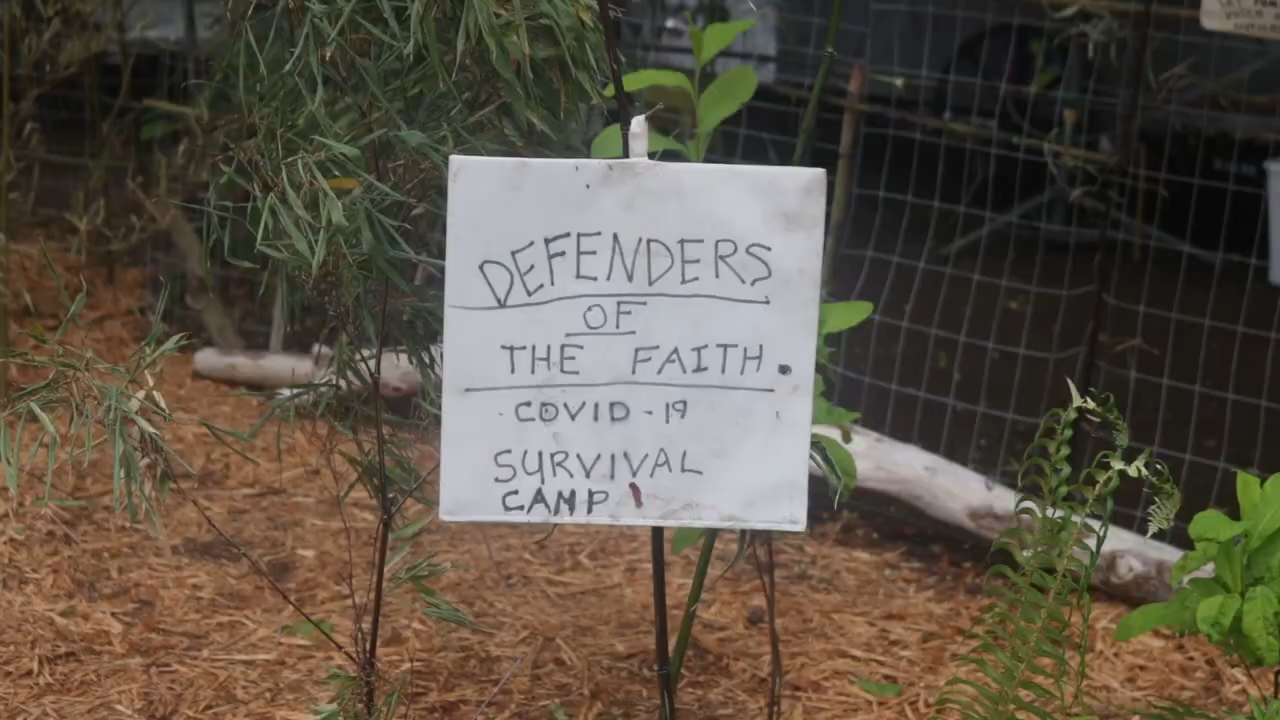 DEFENDERS
OF
THE FAITH.
COVID-19
SURVIVAL
CAMP